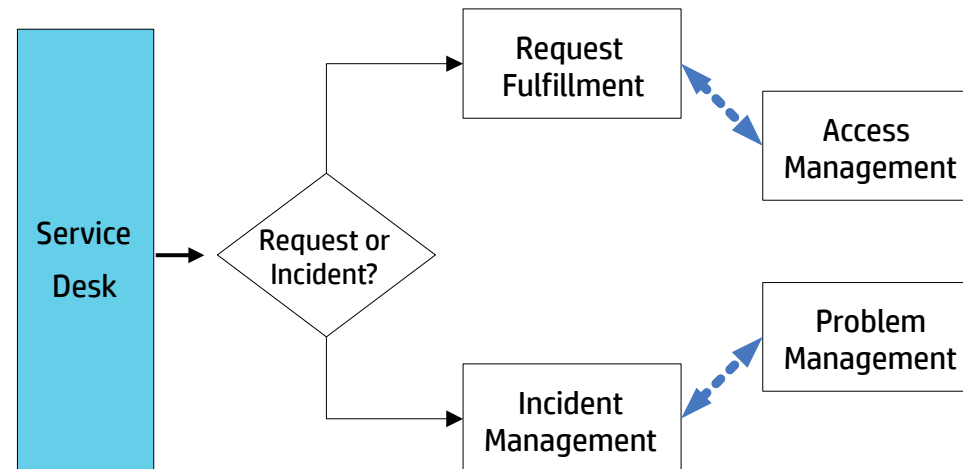 Service
Desk
Request or
Incident?
Request
Fulfillment
Access
Management
Incident
Management
Problem
Management